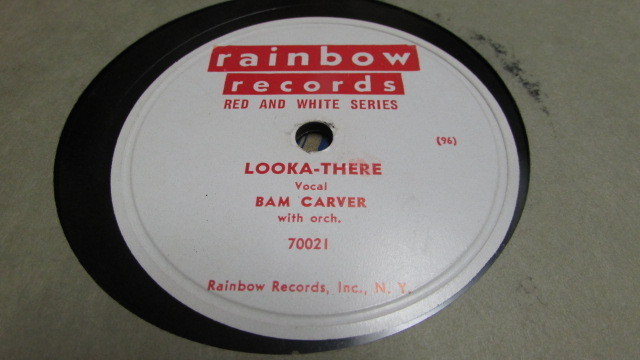 rainbow
records
RED AND WHITE SERIES
(96)
LOOKA-THERE
Vocal
BAM CARVER
with orch.
70021
Rainbow Records, Inc., N. Y.